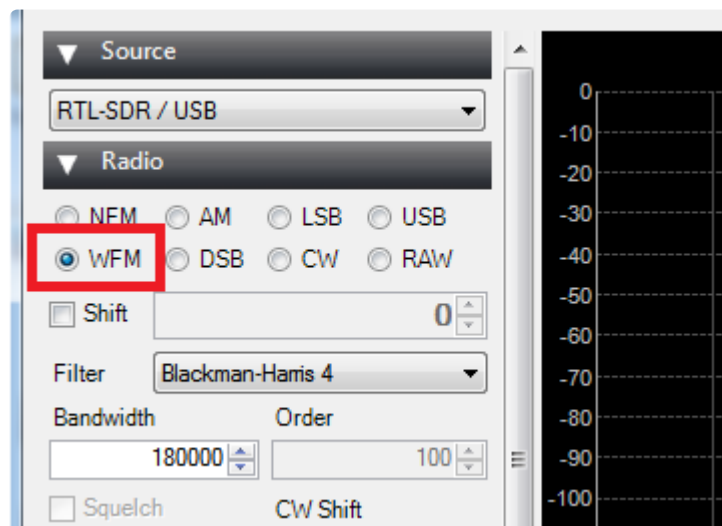 Source
RTL-SDR / USB
Radio
NFM AM LSB USB
WFM DSB CW RAW
Shift 0
Filter Blackman-Harris 4
Bandwidth Order
180000 100
Squelch CW Shift
0
-10
-20
-30
-40
-50
-60
-70
-80
-90
-100